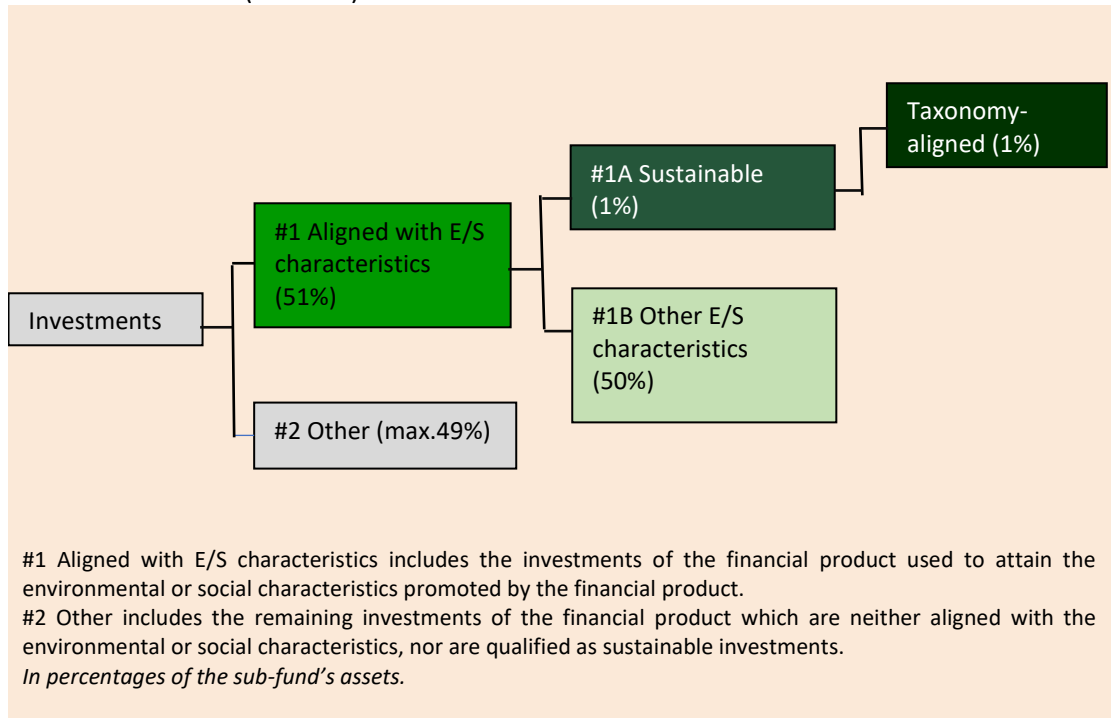 Taxonomy-
aligned (1%)
#1A Sustainable
(1%)
#1 Aligned with E/S
characteristics
(51%)
Investments
#1B Other E/S
characteristics
(50%)
#2 Other (max.49%)
#1 Aligned with E/S characteristics includes the investments of the financial product used to attain the
environmental or social characteristics promoted by the financial product.
#2 Other includes the remaining investments of the financial product which are neither aligned with the
environmental or social characteristics, nor are qualified as sustainable investments.
In percentages of the sub-fund’s assets.